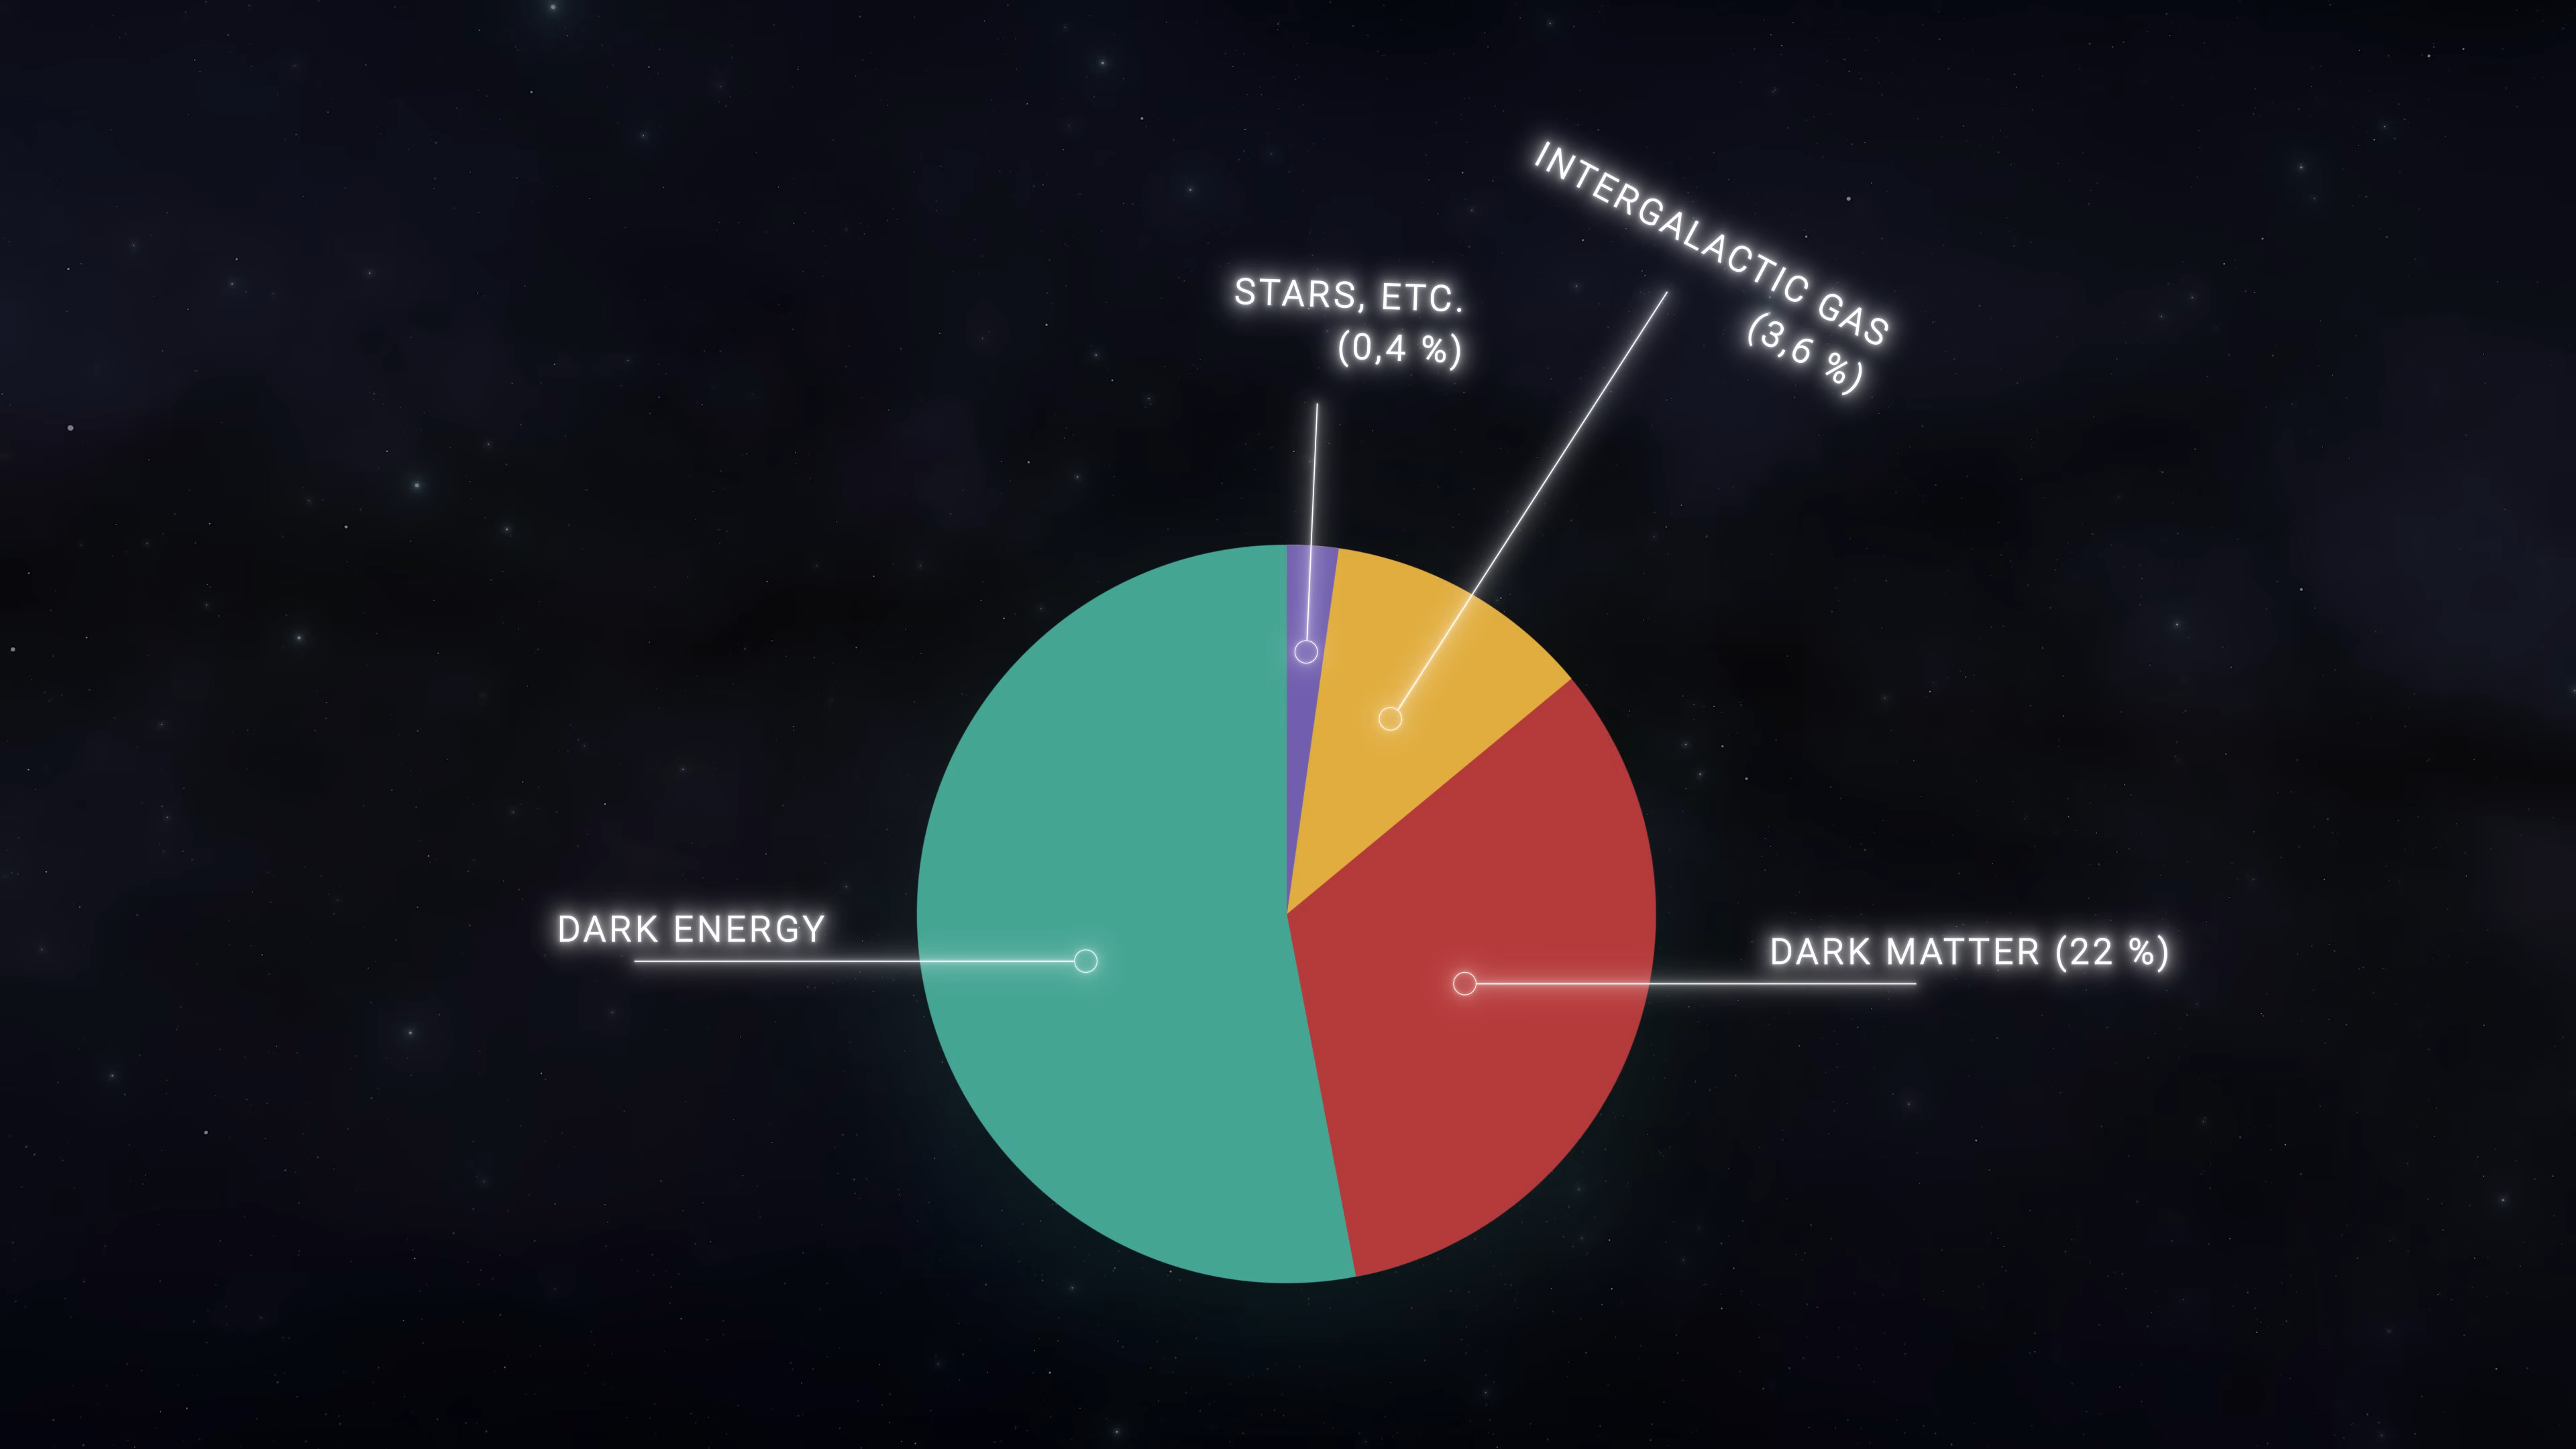 INTERGALACTIC GAS
(3,6 %)
STARS, ETC.
(0,4 %)
DARK ENERGY
DARK MATTER (22 %)